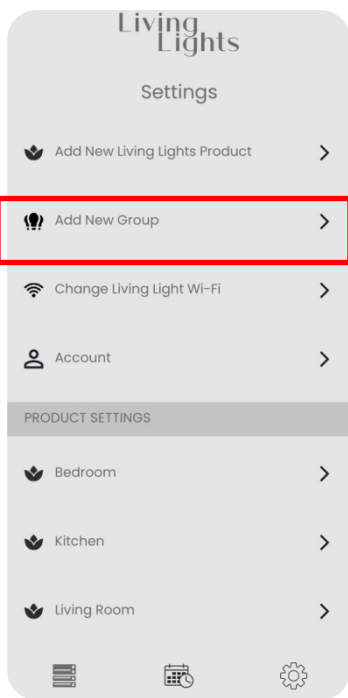 Living
Lights
Settings
Add New Living Lights Product
Add New Group
Change Living Light Wi-Fi
Account
PRODUCT SETTINGS
Bedroom
Kitchen
Living Room